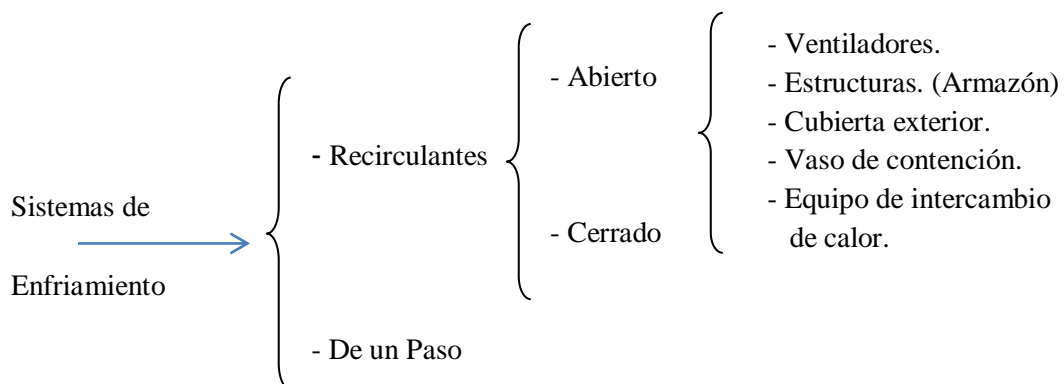 Sistemas de
Enfriamiento
- Recirculantes
- De un Paso
- Abierto
- Cerrado
- Ventiladores.
- Estructuras. (Armazón)
- Cubierta exterior.
- Vaso de contención.
- Equipo de intercambio
de calor.